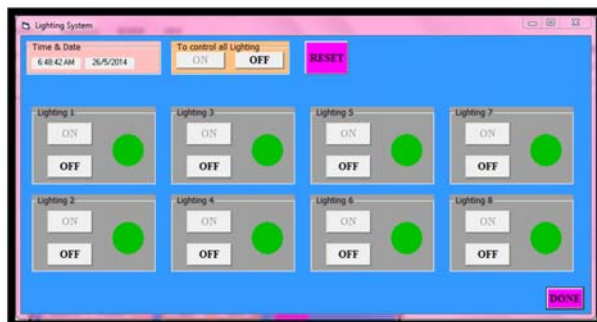 Lighting System
Time & Date
6:48:42 AM 26/5/2014
To control all Lighting
ON OFF
RESET
Lighting 1
ON
OFF
Lighting 3
ON
OFF
Lighting 5
ON
OFF
Lighting 7
ON
OFF
Lighting 2
ON
OFF
Lighting 4
ON
OFF
Lighting 6
ON
OFF
Lighting 8
ON
OFF
DONE